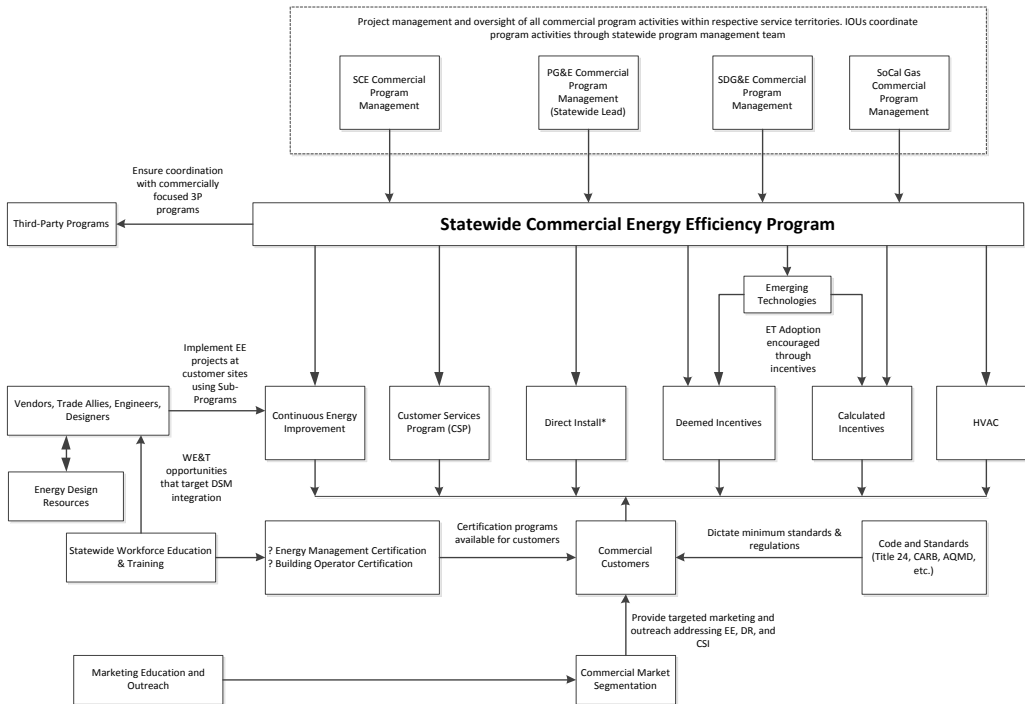 Project management and oversight of all commercial program activities within respective service territories. IOUs coordinate
program activities through statewide program management team
SCE Commercial
Program
Management
PG&E Commercial
Program
Management
(Statewide Lead)
SDG&E Commercial
Program
Management
SoCal Gas
Commercial
Program
Management
Ensure coordination
with commercially
focused 3P
programs
Third-Party Programs
Statewide Commercial Energy Efficiency Program
Emerging
Technologies
ET Adoption
encouraged
through
incentives
Implement EE
projects at
customer sites
using Sub-
Programs
Vendors, Trade Allies, Engineers,
Designers
Continuous Energy
Improvement
Customer Services
Program (CSP)
Direct Install*
Deemed Incentives
Calculated
Incentives
HVAC
WE&T
opportunities
that target DSM
integration
Energy Design
Resources
Statewide Workforce Education
& Training
? Energy Management Certification
? Building Operator Certification
Certification programs
available for customers
Commercial
Customers
Dictate minimum standards &
regulations
Code and Standards
(Title 24, CARB, AQMD,
etc.)
Provide targeted marketing and
outreach addressing EE, DR, and
CSI
Marketing Education and
Outreach
Commercial Market
Segmentation